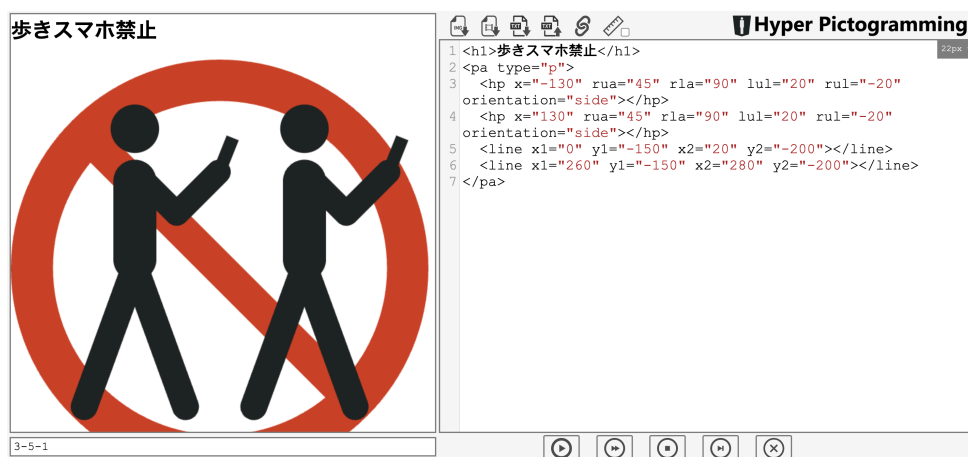 歩きスマホ禁止
IMG
TXT
TXT
Hyper Pictogramming
22px
1 <h1>歩きスマホ禁止</h1>
2 <pa type="p">
3   <hp x="-130" rua="45" rla="90" lul="20" rul="-20"
orientation="side"></hp>
4   <hp x="130" rua="45" rla="90" lul="20" rul="-20"
orientation="side"></hp>
5   <line x1="0" y1="-150" x2="20" y2="-200"></line>
6   <line x1="260" y1="-150" x2="280" y2="-200"></line>
7 </pa>
3-5-1